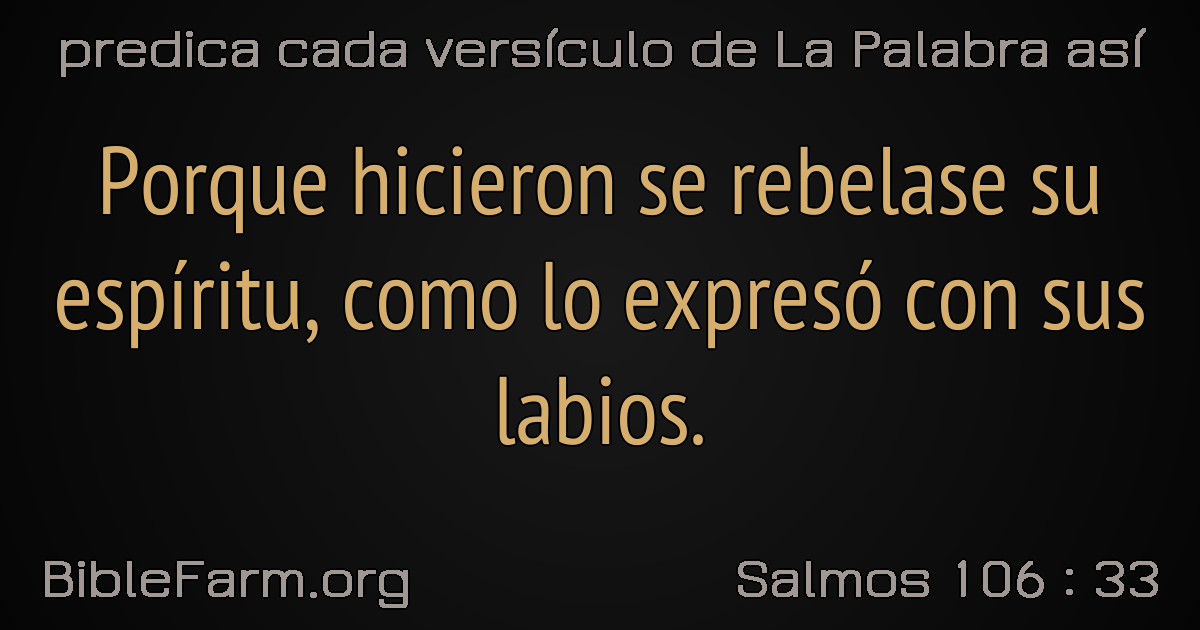 predica cada versículo de La Palabra así
Porque hicieron se rebelase su
espíritu, como lo expresó con sus
labios.
BibleFarm.org
Salmos 106 : 33